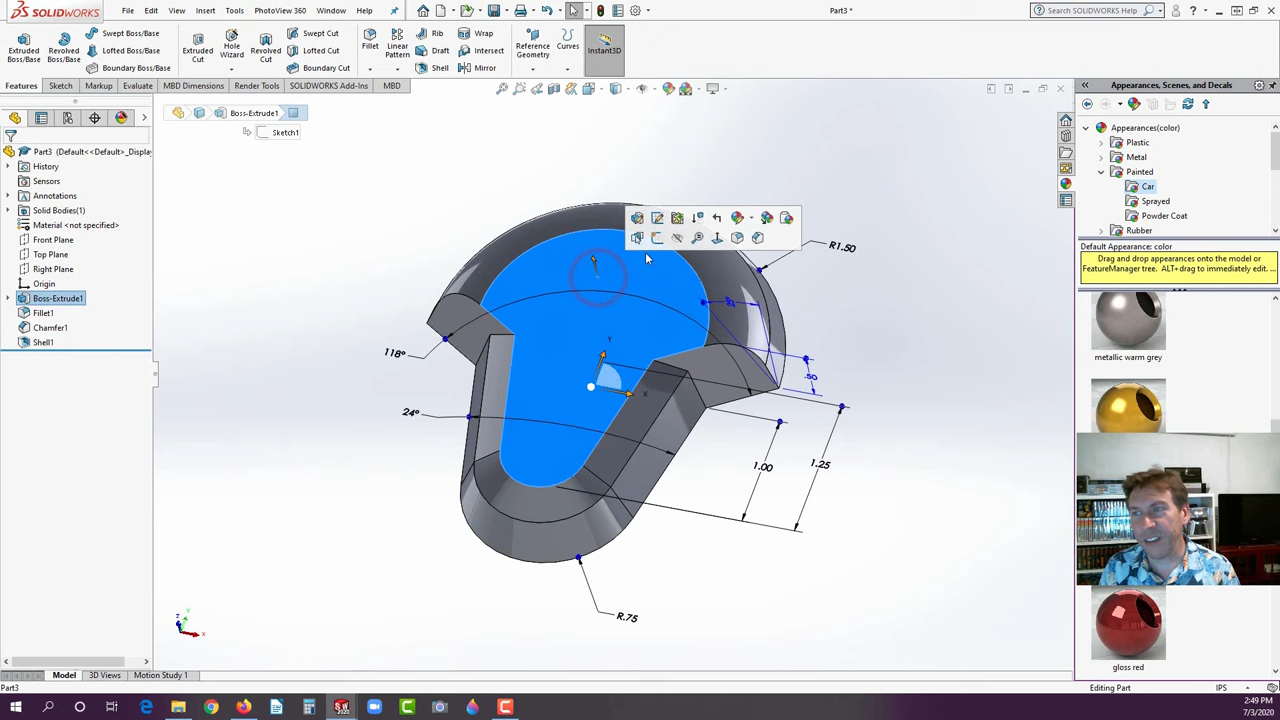 SOLIDWORKS
File Edit View Insert Tools PhotoView 360 Window Help
Part3 *
Search SOLIDWORKS Help
Extruded Boss/Base
Revolved Boss/Base
Swept Boss/Base
Lofted Boss/Base
Boundary Boss/Base
Extruded Cut
Hole Wizard
Revolved Cut
Swept Cut
Lofted Cut
Boundary Cut
Fillet
Linear Pattern
Rib
Draft
Shell
Wrap
Intersect
Mirror
Reference Geometry
Curves
Instant3D
Features Sketch Markup Evaluate MBD Dimensions Render Tools SOLIDWORKS Add-Ins MBD
Appearances, Scenes, and Decals
Boss-Extrude1
Sketch1
Part3 (Default<<Default>_Display
History
Sensors
Annotations
Solid Bodies(1)
Material <not specified>
Front Plane
Top Plane
Right Plane
Origin
Boss-Extrude1
Fillet1
Chamfer1
Shell1
R1.50
118°
24°
.50
1.00
1.25
R.75
Y
X
Z
Y
X
Appearances(color)
Plastic
Metal
Painted
Car
Sprayed
Powder Coat
Rubber
Default Appearance: color
Drag and drop appearances onto the model or
FeatureManager tree. ALT+drag to immediately edit...
metallic warm grey
gloss red
Model 3D Views Motion Study 1
Part3
Editing Part IPS
2:49 PM
7/3/2020